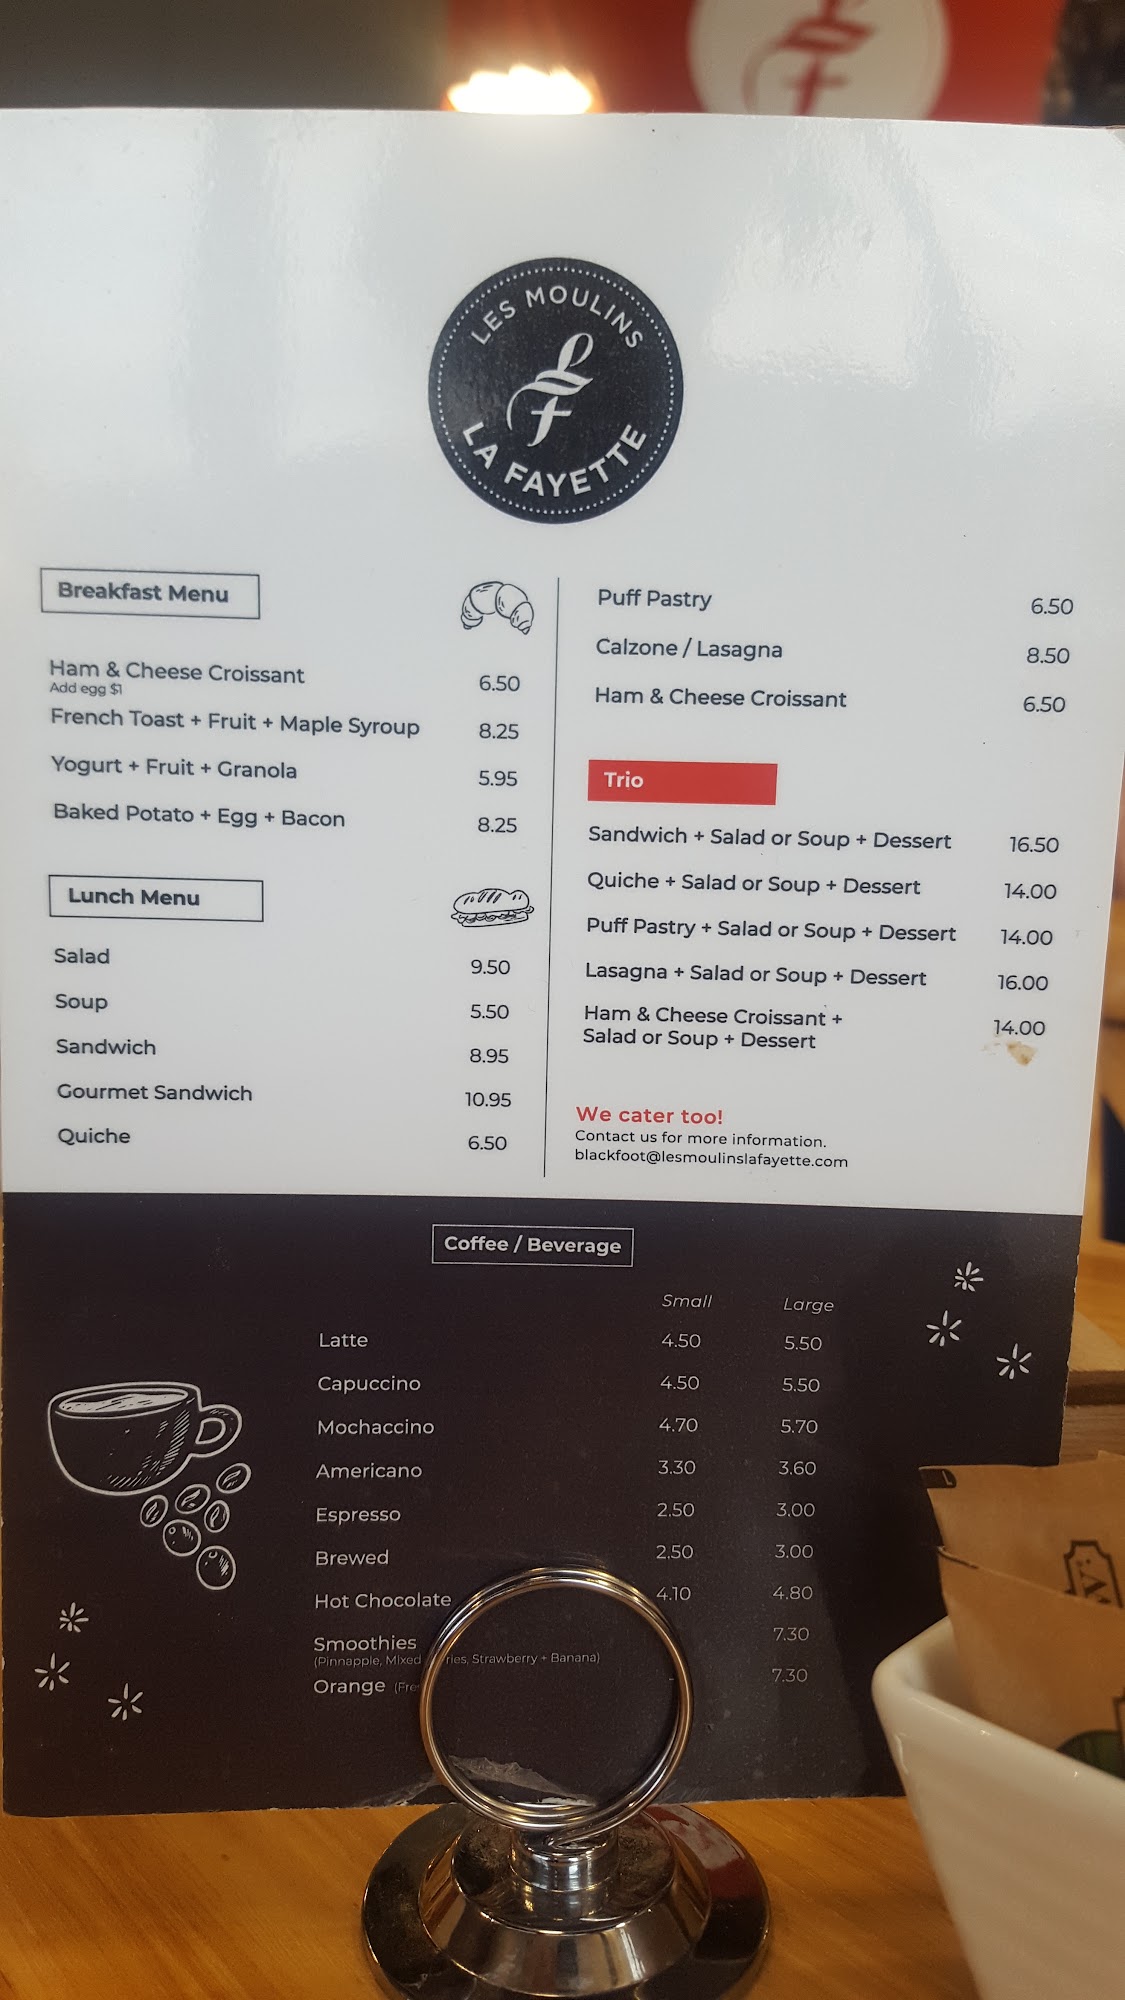 LES MOULINS
LA FAYETTE
Breakfast Menu
Ham & Cheese Croissant 6.50
Add egg $1
French Toast + Fruit + Maple Syroup 8.25
Yogurt + Fruit + Granola 5.95
Baked Potato + Egg + Bacon 8.25
Lunch Menu
Salad 9.50
Soup 5.50
Sandwich 8.95
Gourmet Sandwich 10.95
Quiche 6.50
Puff Pastry 6.50
Calzone / Lasagna 8.50
Ham & Cheese Croissant 6.50
Trio
Sandwich + Salad or Soup + Dessert 16.50
Quiche + Salad or Soup + Dessert 14.00
Puff Pastry + Salad or Soup + Dessert 14.00
Lasagna + Salad or Soup + Dessert 16.00
Ham & Cheese Croissant +
Salad or Soup + Dessert 14.00
We cater too!
Contact us for more information.
blackfoot@lesmoulinslafayette.com
Coffee / Beverage
Small Large
Latte 4.50 5.50
Capuccino 4.50 5.50
Mochaccino 4.70 5.70
Americano 3.30 3.60
Espresso 2.50 3.00
Brewed 2.50 3.00
Hot Chocolate 4.10 4.80
Smoothies 7.30
(Pinnapple, Mixed Strawberry + Banana)
Orange 7.30